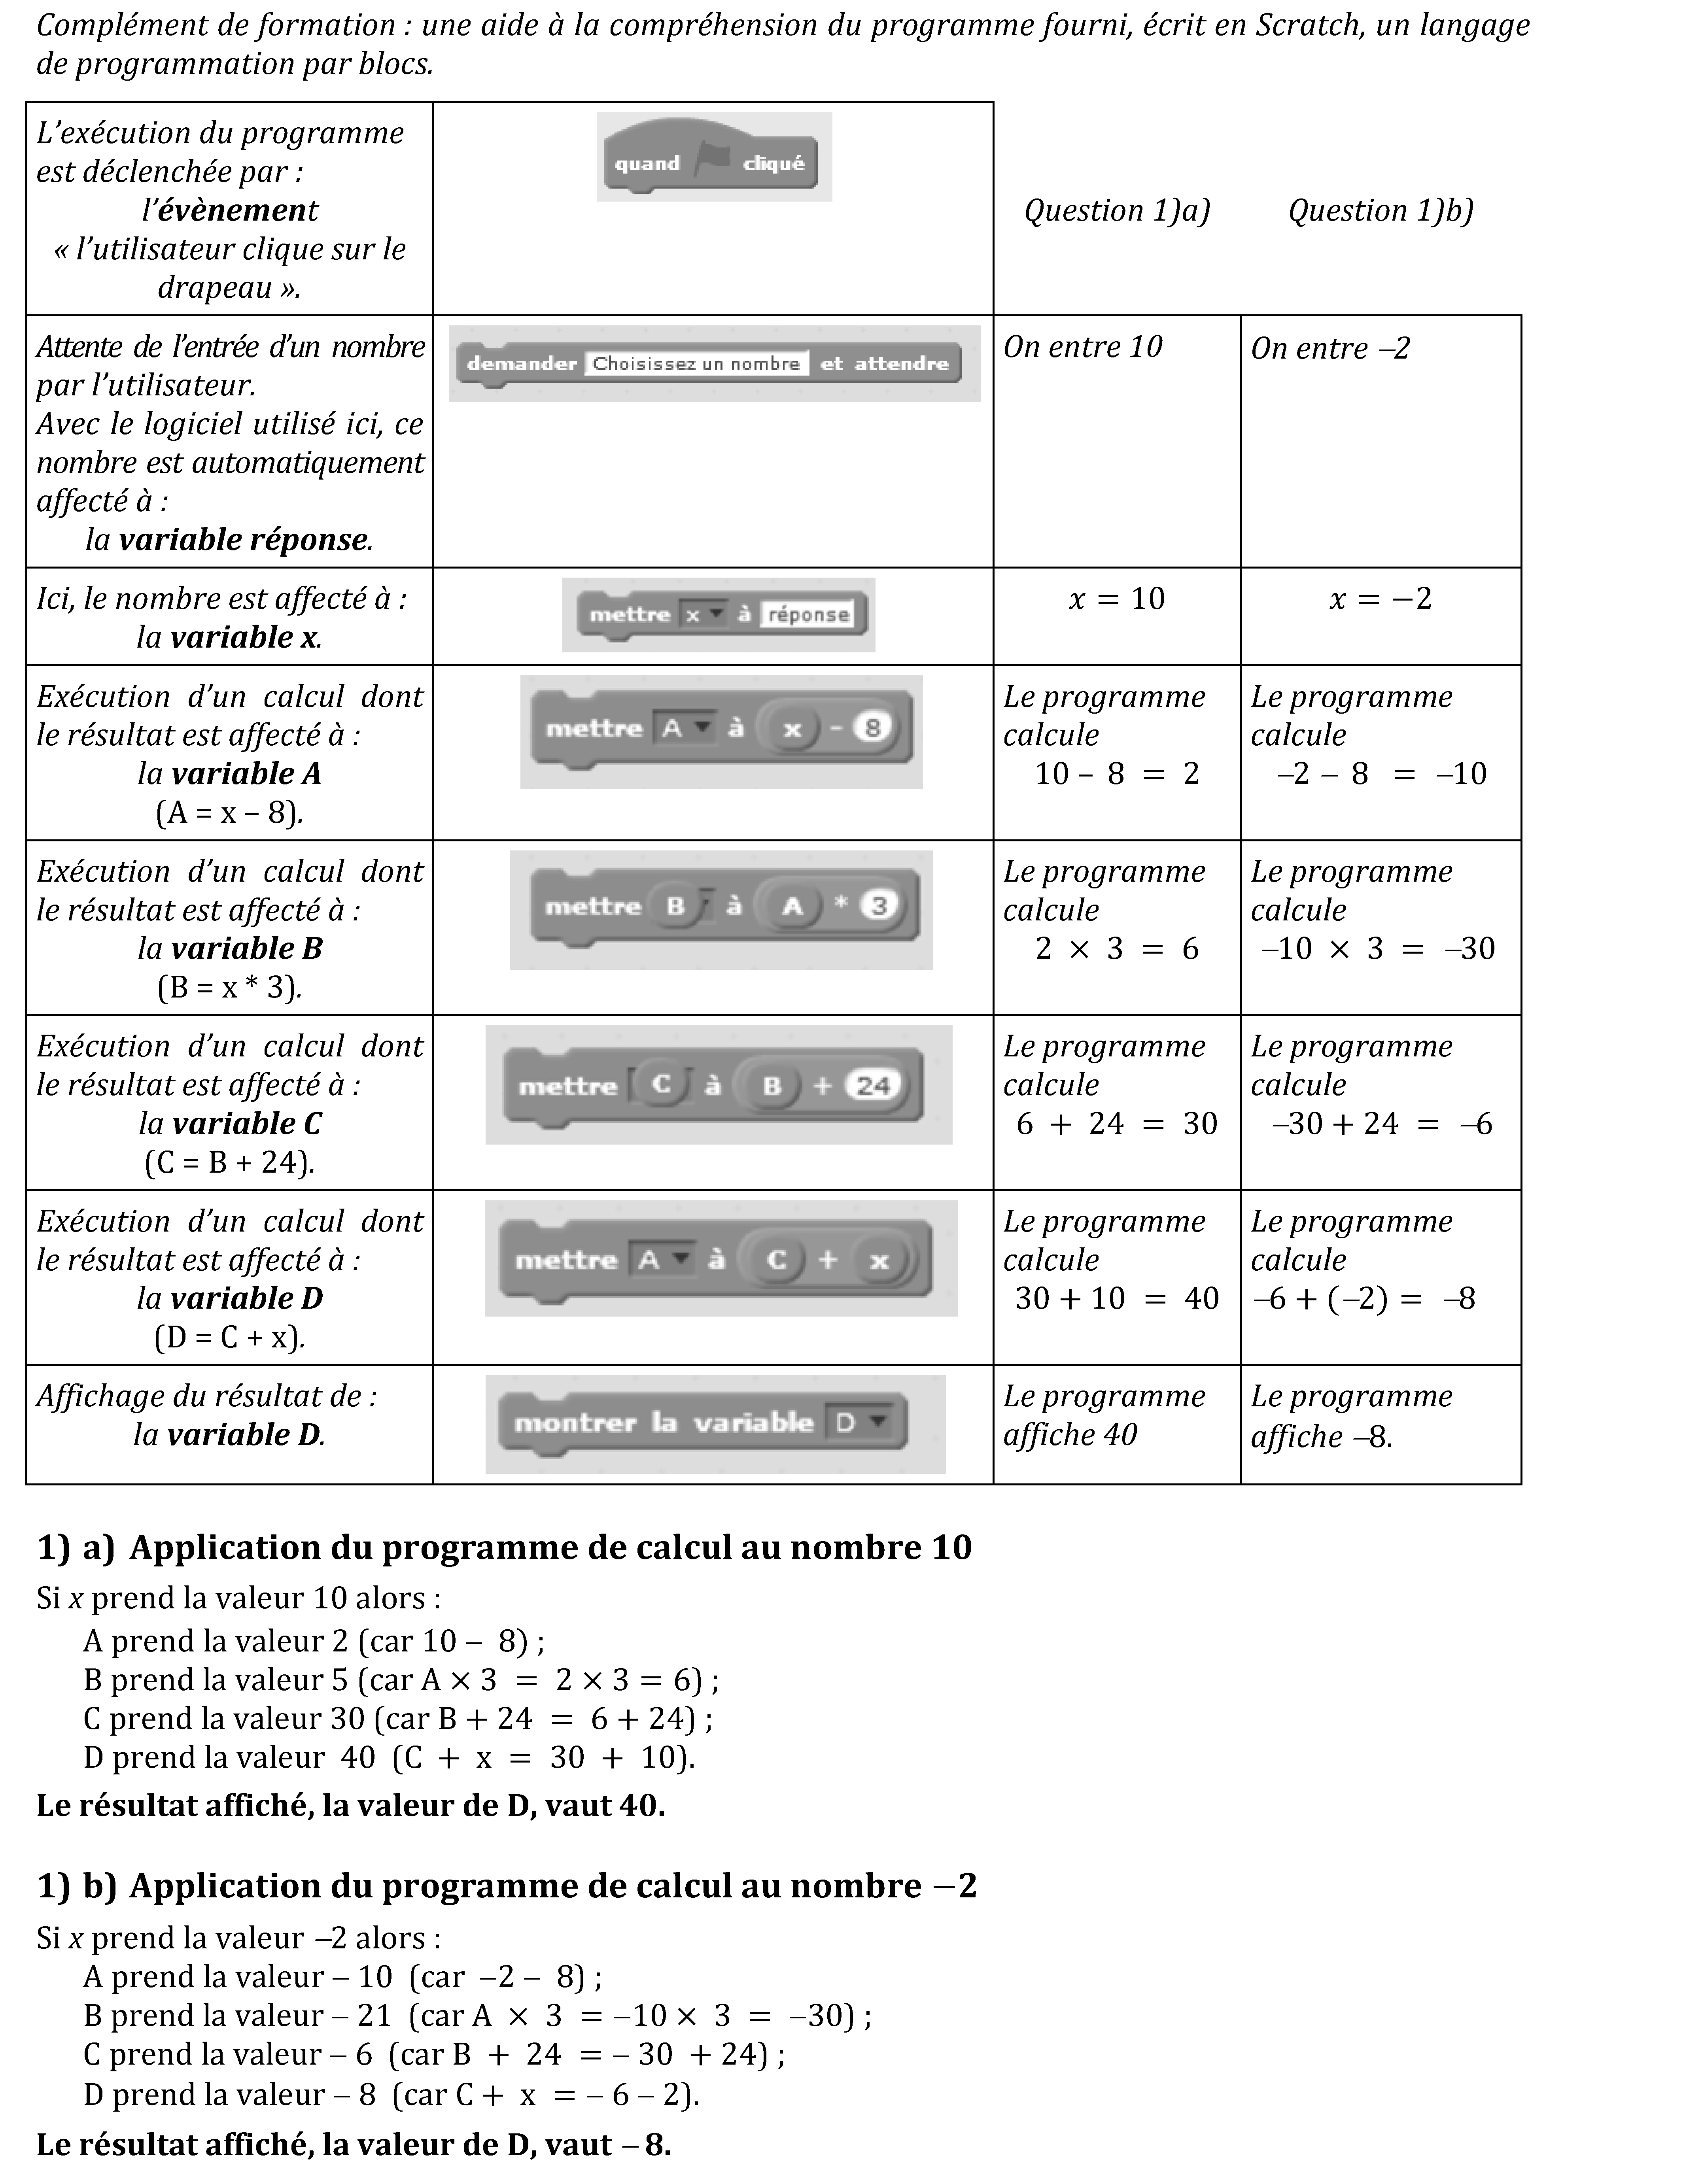 Complément de formation : une aide à la compréhension du programme fourni, écrit en Scratch, un langage
de programmation par blocs.
L’exécution du programme
est déclenchée par :
l’évènement
« l’utilisateur clique sur le
drapeau ».
quand cliqué
Question 1)a)
Question 1)b)
Attente de l’entrée d’un nombre
par l’utilisateur.
Avec le logiciel utilisé ici, ce
nombre est automatiquement
affecté à :
la variable réponse.
demander Choisissez un nombre et attendre
On entre 10
On entre –2
Ici, le nombre est affecté à :
la variable x.
mettre x à réponse
x = 10
x = −2
Exécution d’un calcul dont
le résultat est affecté à :
la variable A
(A = x – 8).
mettre A à x - 8
Le programme
calcule
10 – 8 = 2
Le programme
calcule
–2 – 8 = –10
Exécution d’un calcul dont
le résultat est affecté à :
la variable B
(B = x * 3).
mettre B à A * 3
Le programme
calcule
2 × 3 = 6
Le programme
calcule
–10 × 3 = –30
Exécution d’un calcul dont
le résultat est affecté à :
la variable C
(C = B + 24).
mettre C à B + 24
Le programme
calcule
6 + 24 = 30
Le programme
calcule
–30 + 24 = –6
Exécution d’un calcul dont
le résultat est affecté à :
la variable D
(D = C + x).
mettre A à C + x
Le programme
calcule
30 + 10 = 40
Le programme
calcule
–6 + (–2) = –8
Affichage du résultat de :
la variable D.
montrer la variable D
Le programme
affiche 40
Le programme
affiche –8.
1) a) Application du programme de calcul au nombre 10
Si x prend la valeur 10 alors :
A prend la valeur 2 (car 10 – 8) ;
B prend la valeur 5 (car A × 3 = 2 × 3 = 6) ;
C prend la valeur 30 (car B + 24 = 6 + 24) ;
D prend la valeur 40 (C + x = 30 + 10).
Le résultat affiché, la valeur de D, vaut 40.
1) b) Application du programme de calcul au nombre −2
Si x prend la valeur –2 alors :
A prend la valeur – 10 (car –2 – 8) ;
B prend la valeur – 21 (car A × 3 = –10 × 3 = –30) ;
C prend la valeur – 6 (car B + 24 = – 30 + 24) ;
D prend la valeur – 8 (car C + x = – 6 – 2).
Le résultat affiché, la valeur de D, vaut – 8.